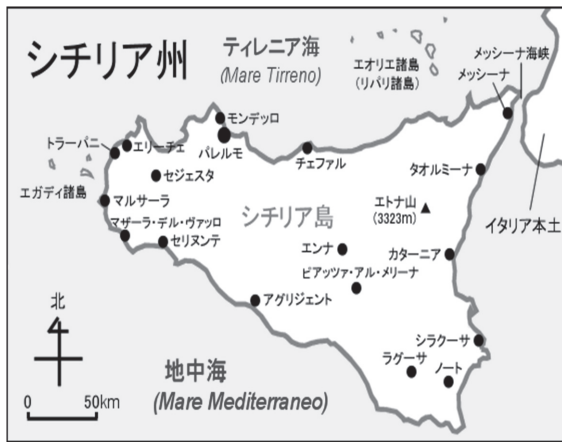 シチリア州
ティレニア海
(Mare Tirreno)
エオリエ諸島
(リパリ諸島)
メッシーナ海峡
メッシーナ
モンデッロ
トラーパニ
エリーチェ
パレルモ
チェファル
セジェスタ
タオルミーナ
エガディ諸島
マルサーラ
エトナ山
(3323m)
イタリア本土
マザーラ・デル・ヴァッロ
シチリア島
セリヌンテ
エンナ
カターニア
ピアッツァ・アル・メリーナ
アグリジェント
北
シラクーサ
ラグーサ
ノート
地中海
(Mare Mediterraneo)
0
50km